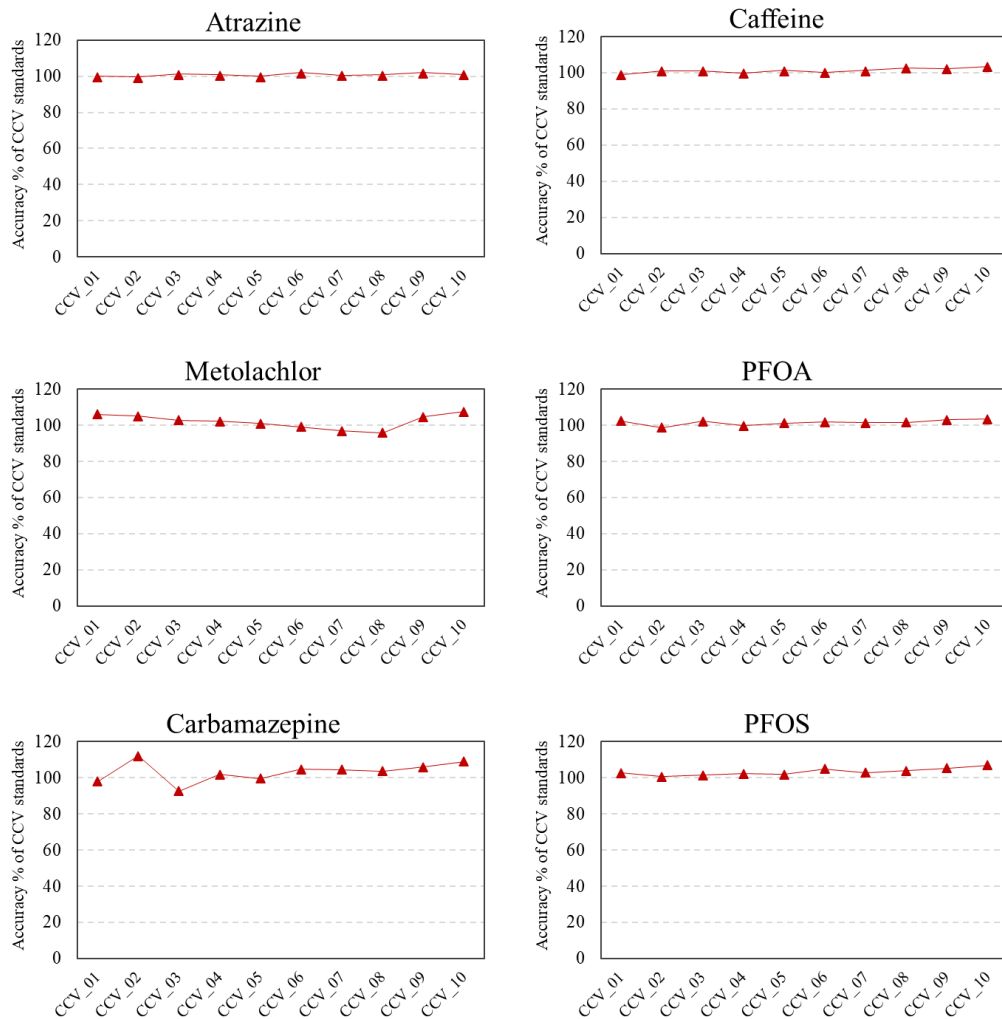 Atrazine
Accuracy % of CCV standards
120
100
80
60
40
20
0
CCV_01
CCV_02
CCV_03
CCV_04
CCV_05
CCV_06
CCV_07
CCV_08
CCV_09
CCV_10
Caffeine
Accuracy % of CCV standards
120
100
80
60
40
20
0
CCV_01
CCV_02
CCV_03
CCV_04
CCV_05
CCV_06
CCV_07
CCV_08
CCV_09
CCV_10
Metolachlor
Accuracy % of CCV standards
120
100
80
60
40
20
0
CCV_01
CCV_02
CCV_03
CCV_04
CCV_05
CCV_06
CCV_07
CCV_08
CCV_09
CCV_10
PFOA
Accuracy % of CCV standards
120
100
80
60
40
20
0
CCV_01
CCV_02
CCV_03
CCV_04
CCV_05
CCV_06
CCV_07
CCV_08
CCV_09
CCV_10
Carbamazepine
Accuracy % of CCV standards
120
100
80
60
40
20
0
CCV_01
CCV_02
CCV_03
CCV_04
CCV_05
CCV_06
CCV_07
CCV_08
CCV_09
CCV_10
PFOS
Accuracy % of CCV standards
120
100
80
60
40
20
0
CCV_01
CCV_02
CCV_03
CCV_04
CCV_05
CCV_06
CCV_07
CCV_08
CCV_09
CCV_10